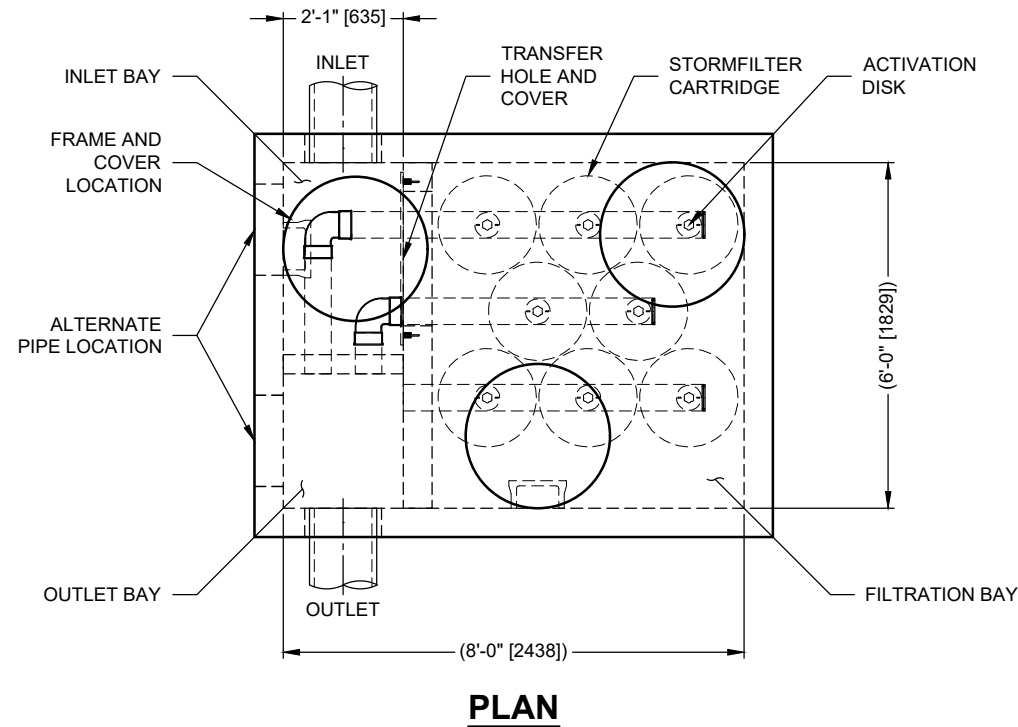 2'-1" [635]
INLET
INLET BAY
TRANSFER
HOLE AND
COVER
STORMFILTER
CARTRIDGE
ACTIVATION
DISK
FRAME AND
COVER
LOCATION
ALTERNATE
PIPE LOCATION
(6'-0" [1829])
OUTLET BAY
OUTLET
FILTRATION BAY
(8'-0" [2438])
PLAN